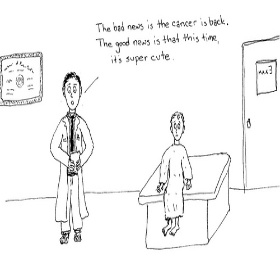 The bad news is the cancer is back.
The good news is that this time,
it's super cute.